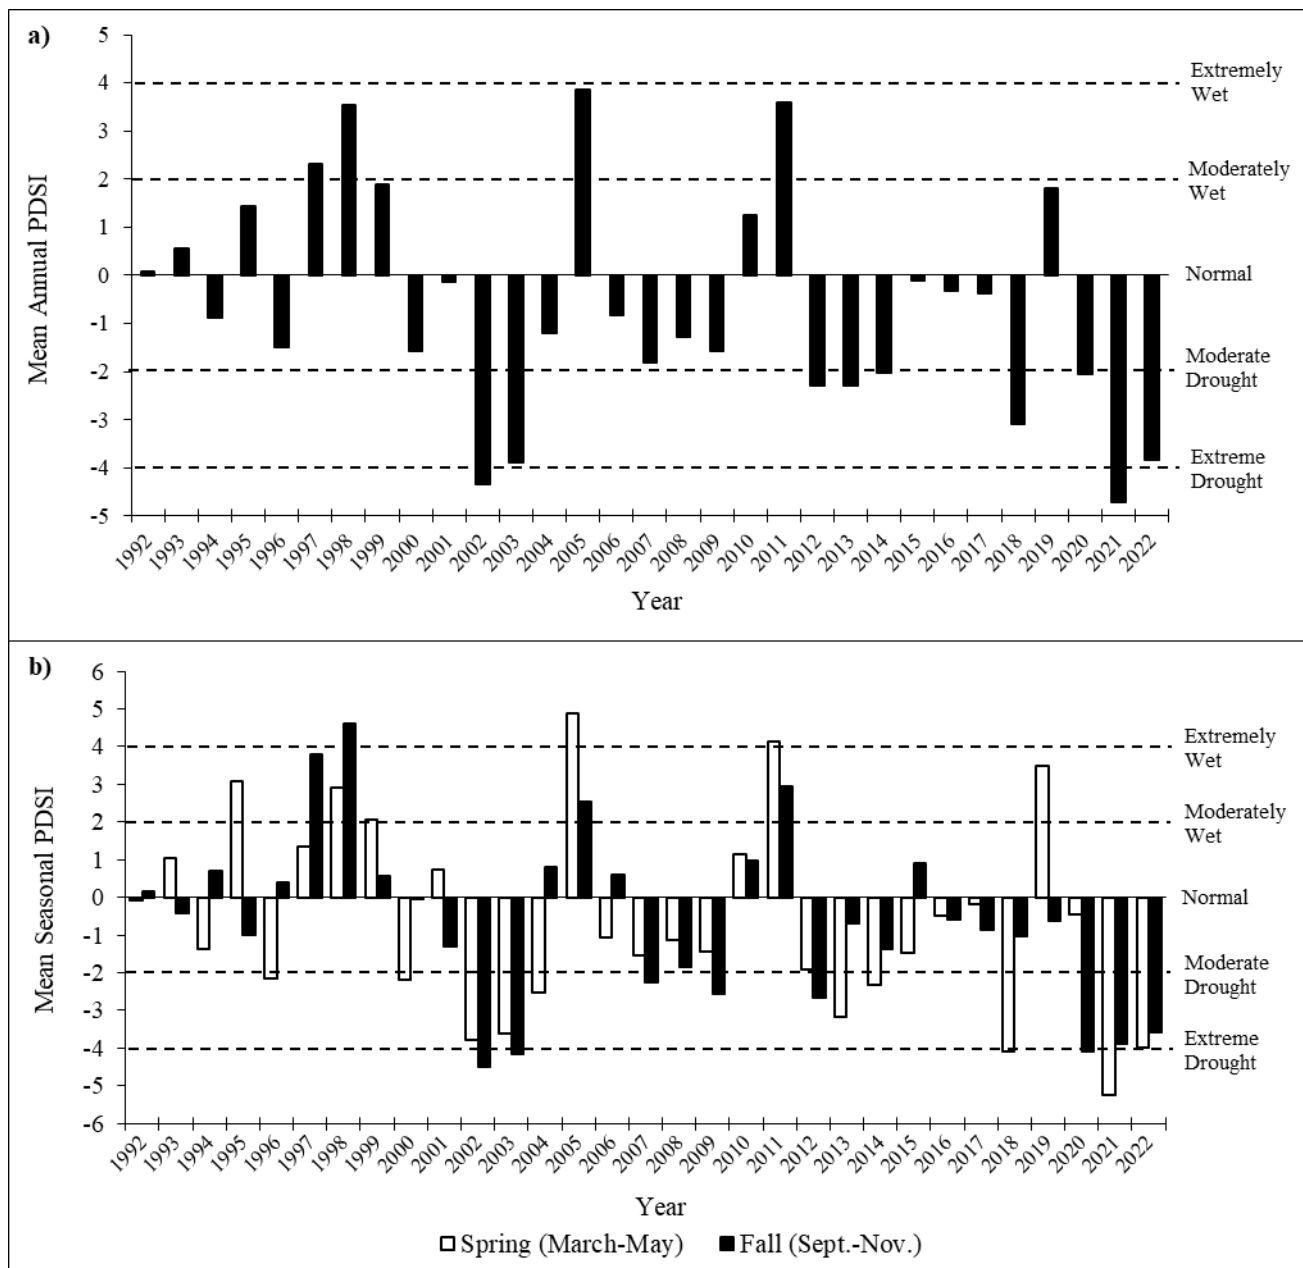 a)
5
4
3
2
1
0
-1
-2
-3
-4
-5
Mean Annual PDSI
Extremely
Wet
Moderately
Wet
Normal
Moderate
Drought
Extreme
Drought
1992 1993 1994 1995 1996 1997 1998 1999 2000 2001 2002 2003 2004 2005 2006 2007 2008 2009 2010 2011 2012 2013 2014 2015 2016 2017 2018 2019 2020 2021 2022
Year
b)
6
5
4
3
2
1
0
-1
-2
-3
-4
-5
-6
Mean Seasonal PDSI
Extremely
Wet
Moderately
Wet
Normal
Moderate
Drought
Extreme
Drought
1992 1993 1994 1995 1996 1997 1998 1999 2000 2001 2002 2003 2004 2005 2006 2007 2008 2009 2010 2011 2012 2013 2014 2015 2016 2017 2018 2019 2020 2021 2022
Year
Spring (March-May) Fall (Sept.-Nov.)